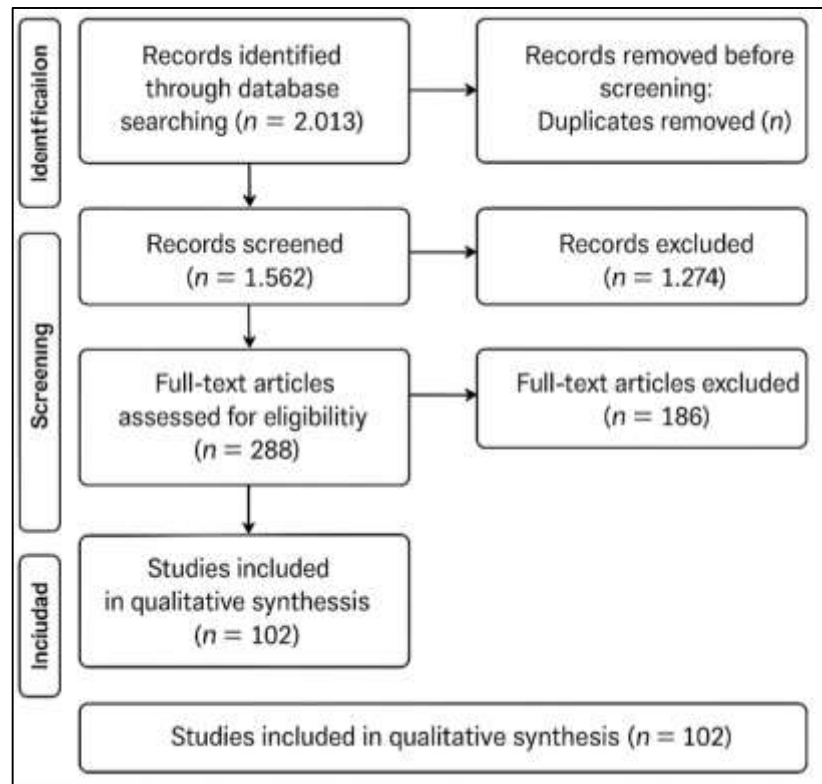 Idointficaiilon
Records identified
through database
searching (n = 2.013)
Records removed before
screening:
Duplicates removed (n)
Screening
Records screened
(n = 1.562)
Records excluded
(n = 1.274)
Full-text articles
assessed for eligibilitiy
(n = 288)
Full-text articles excluded
(n = 186)
Inciudad
Studies included
in qualitative synthessis
(n = 102)
Studies included in qualitative synthesis (n = 102)